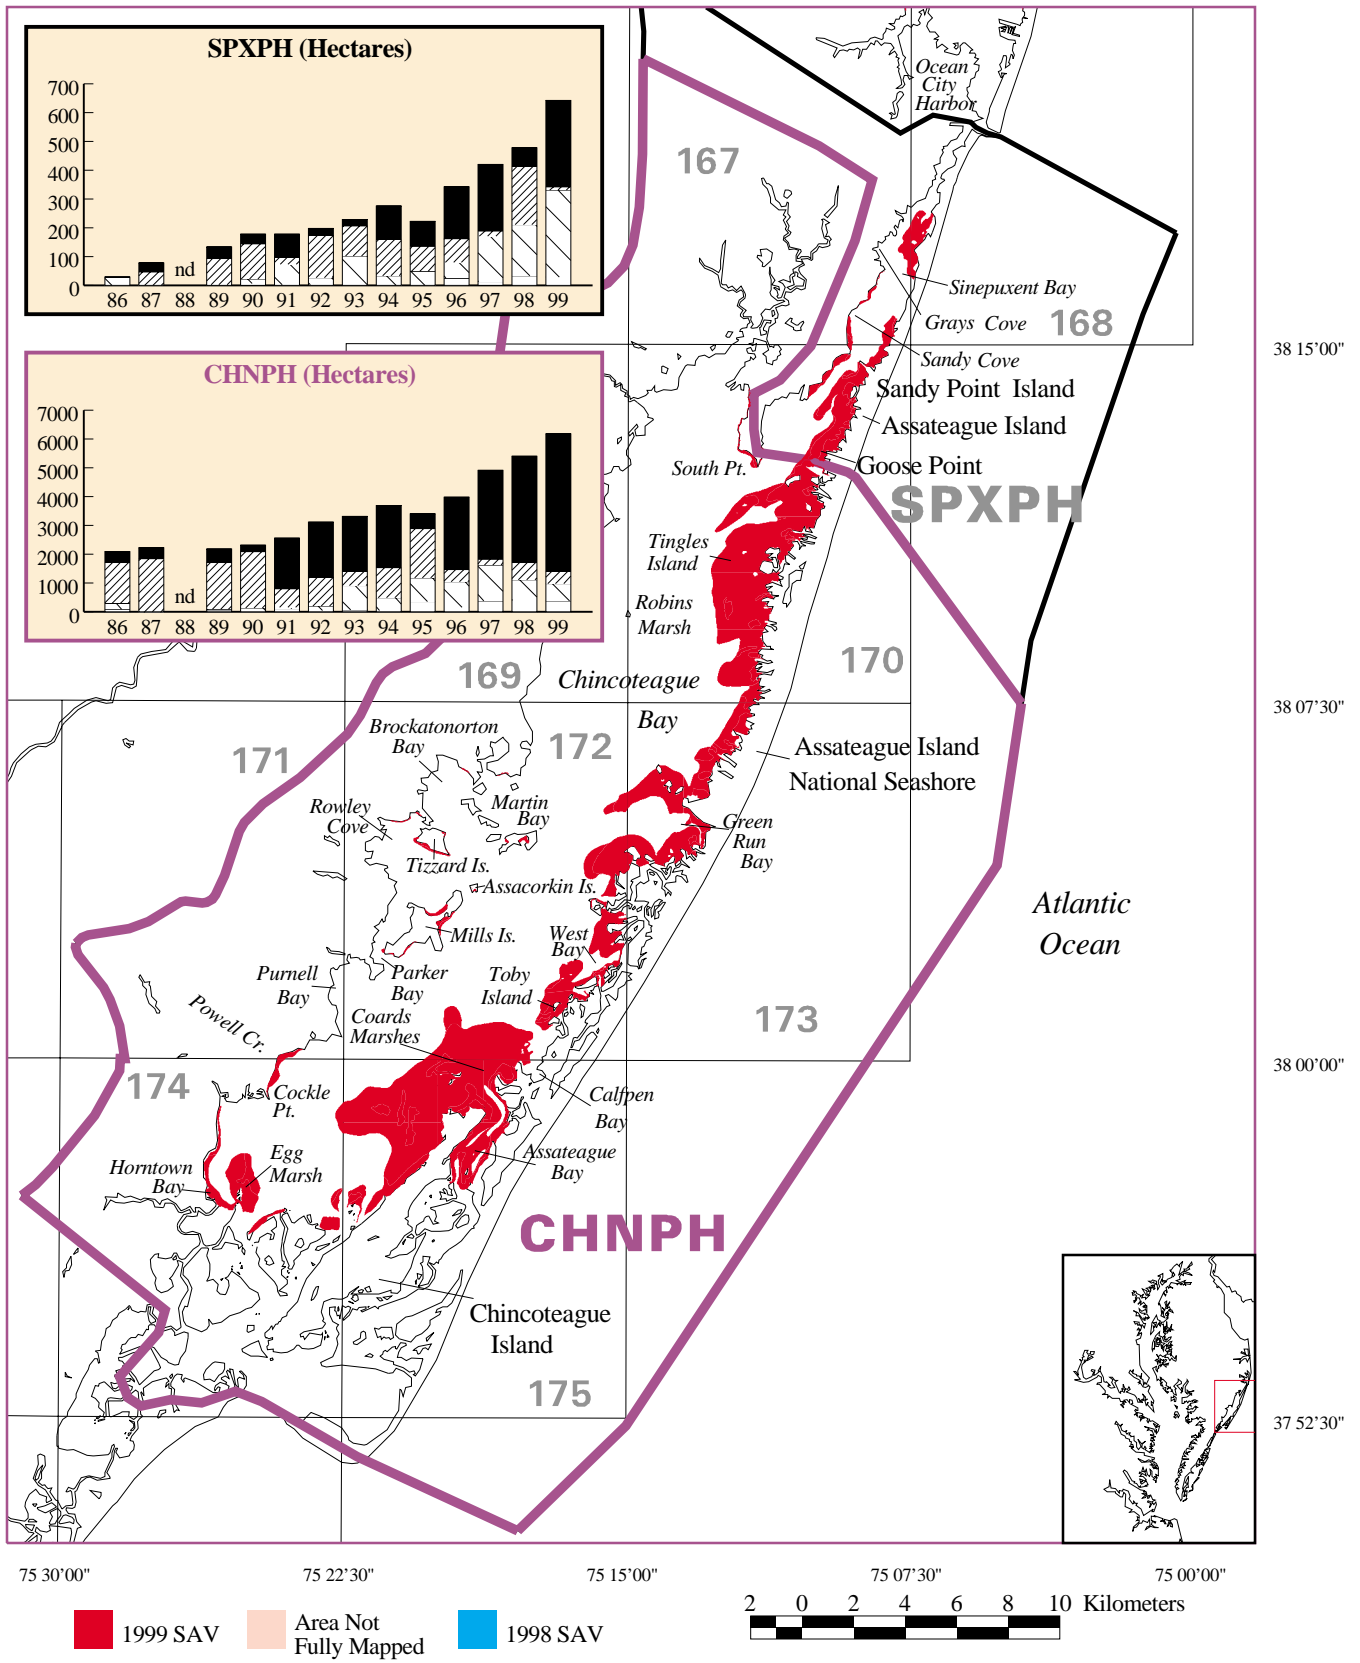 SPXPH (Hectares)
700
600
500
400
300
200
100
0
nd
86 87 88 89 90 91 92 93 94 95 96 97 98 99
CHNPH (Hectares)
7000
6000
5000
4000
3000
2000
1000
0
nd
86 87 88 89 90 91 92 93 94 95 96 97 98 99
Ocean
City
Harbor
167
Sinepuxent Bay
Grays Cove
168
Sandy Cove
38 15'00"
Sandy Point Island
Assateague Island
South Pt.
Goose Point
SPXPH
Tingles
Island
Robins
Marsh
169
170
Chincoteague
Bay
38 07'30"
Brockatonorton
Bay
171
172
Assateague Island
National Seashore
Rowley
Cove
Martin
Bay
Green
Run
Bay
Tizzard Is.
Assacorkin Is.
Atlantic
Ocean
Mills Is.
West
Bay
Purnell
Bay
Parker
Bay
Toby
Island
Powell Cr.
Coards
Marshes
173
38 00'00"
174
Cockle
Pt.
Calfpen
Bay
Egg
Marsh
Assateague
Bay
Horntown
Bay
CHNPH
Chincoteague
Island
175
37 52'30"
75 30'00"
75 22'30"
75 15'00"
75 07'30"
75 00'00"
1999 SAV
Area Not
Fully Mapped
1998 SAV
2 0 2 4 6 8 10 Kilometers